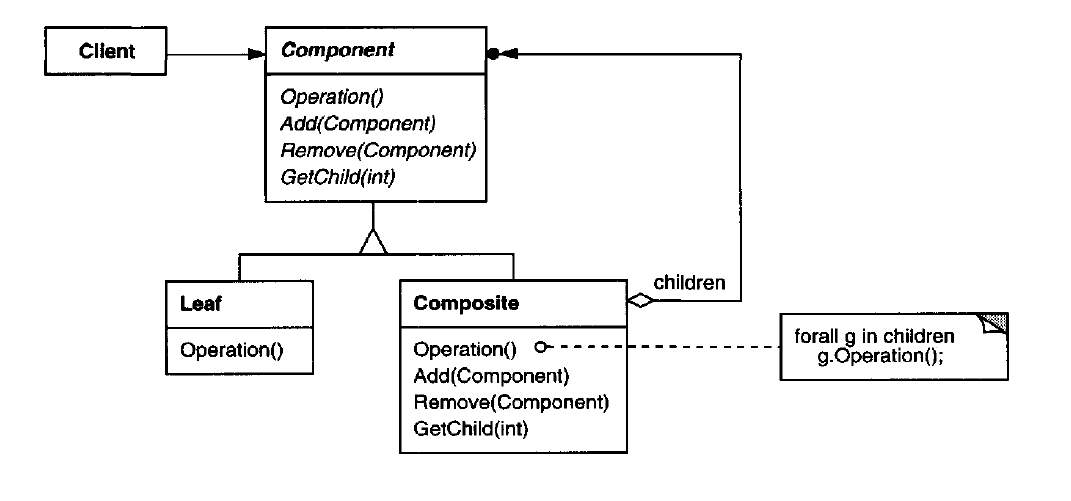 Client
Component
Operation()
Add(Component)
Remove(Component)
GetChild(int)
Leaf
Operation()
Composite
Operation()
Add(Component)
Remove(Component)
GetChild(int)
children
forall g in children
g.Operation();